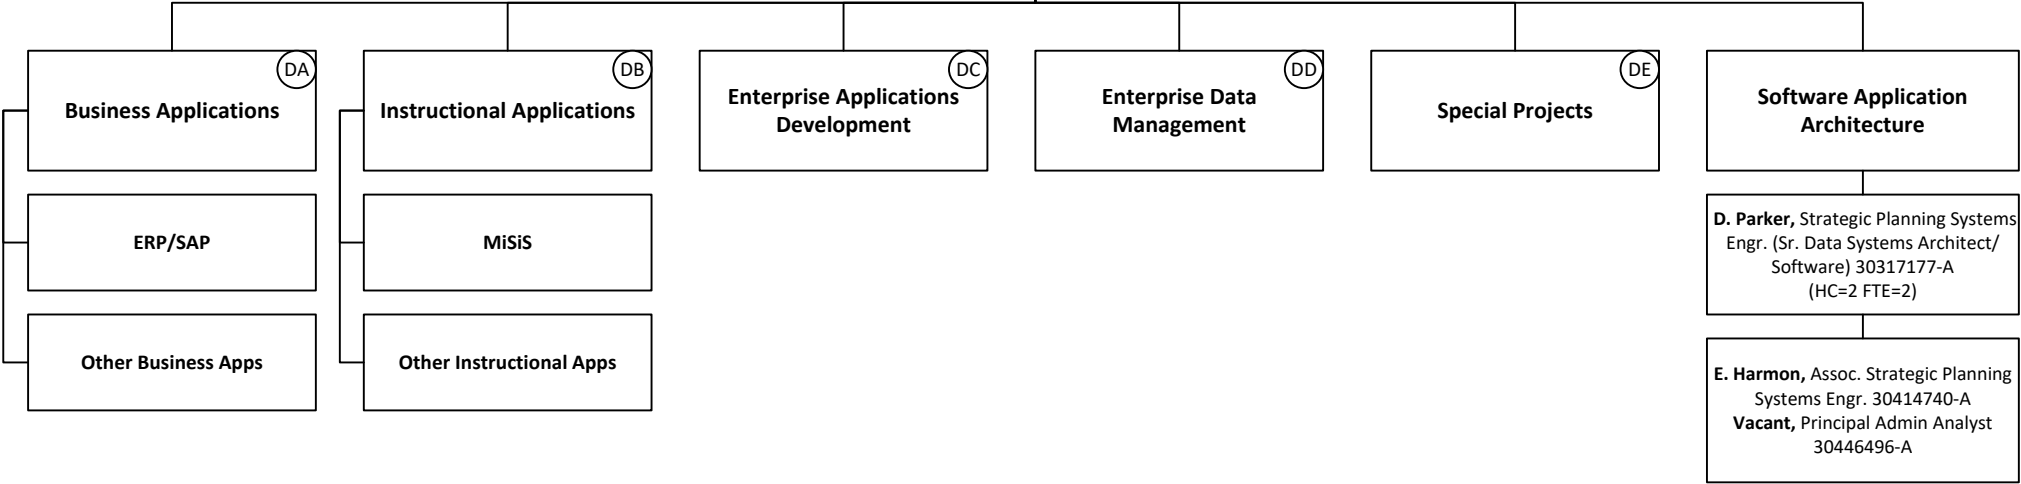 DA
Business Applications
ERP/SAP
Other Business Apps
DB
Instructional Applications
MiSiS
Other Instructional Apps
DC
Enterprise Applications
Development
DD
Enterprise Data
Management
DE
Special Projects
Software Application
Architecture
D. Parker, Strategic Planning Systems
Engr. (Sr. Data Systems Architect/
Software) 30317177-A
(HC=2 FTE=2)
E. Harmon, Assoc. Strategic Planning
Systems Engr. 30414740-A
Vacant, Principal Admin Analyst
30446496-A